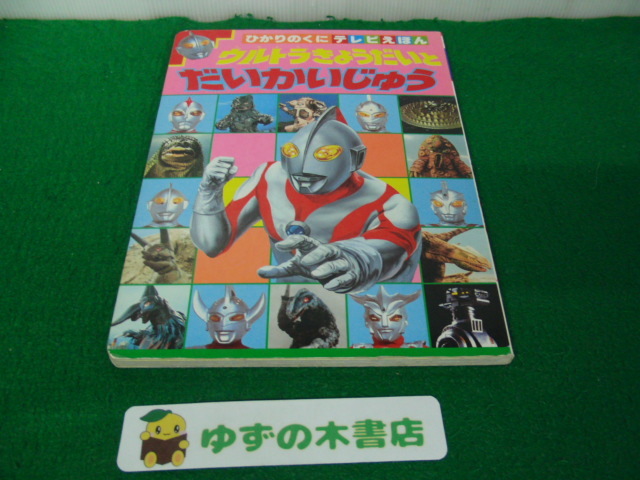 ひかりのくに テレビえほん
ウルトラきょうだいと
だいかいじゅう
ゆずの木書店